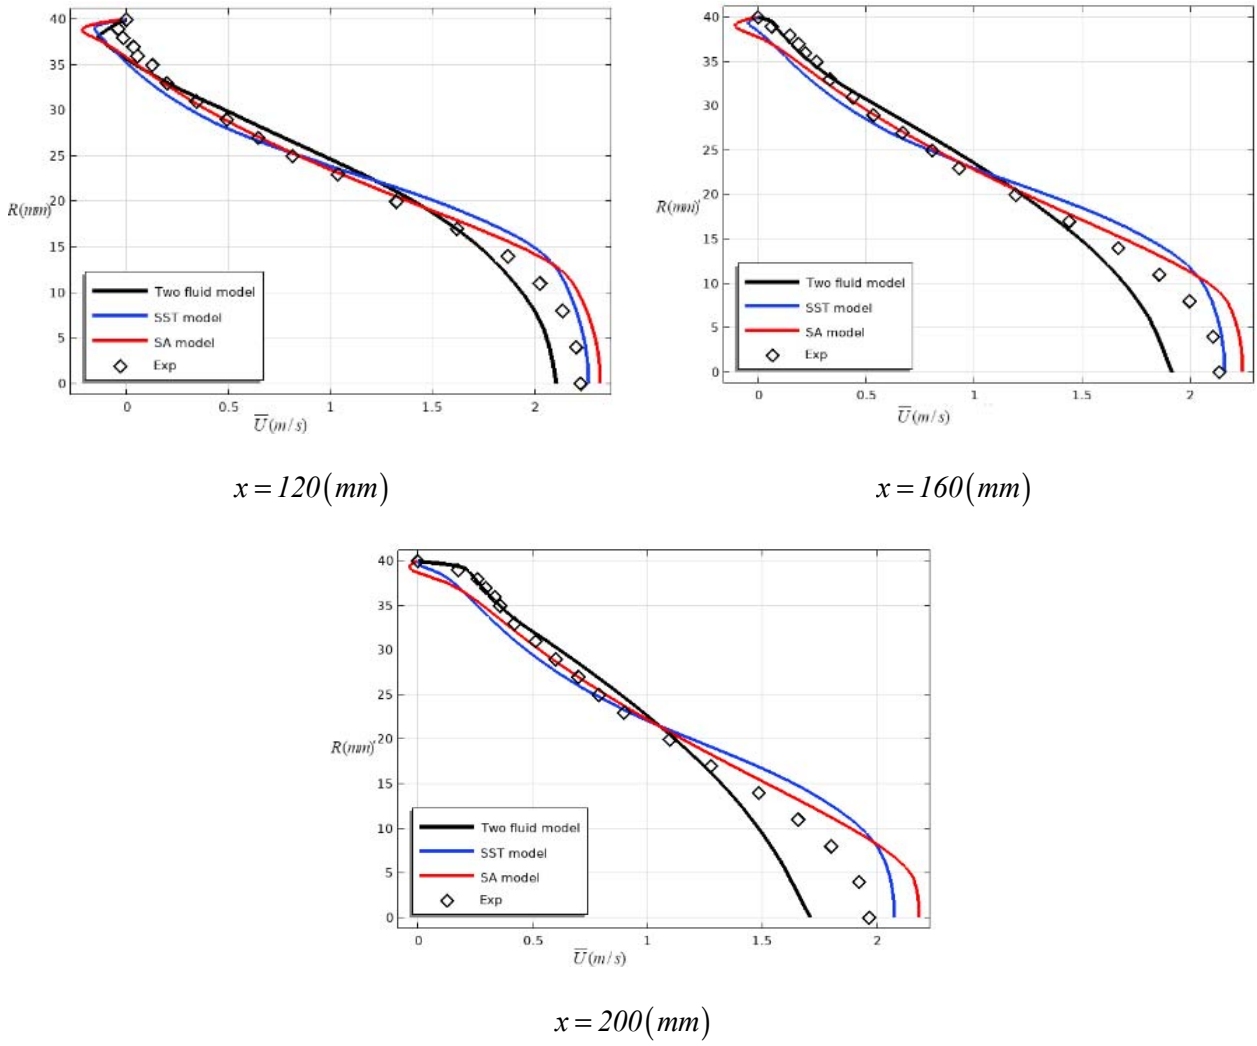 40
35
30
25
20
15
10
5
0
R(mm)
Two fluid model
SST model
SA model
Exp
0 0.5 1 1.5 2
U̅(m/s)
x = 120(mm)
40
35
30
25
20
15
10
5
0
R(mm)
Two fluid model
SST model
SA model
Exp
0 0.5 1 1.5 2
U̅(m/s)
x = 160(mm)
40
35
30
25
20
15
10
5
0
R(mm)
Two fluid model
SST model
SA model
Exp
0 0.5 1 1.5 2
U̅(m/s)
x = 200(mm)